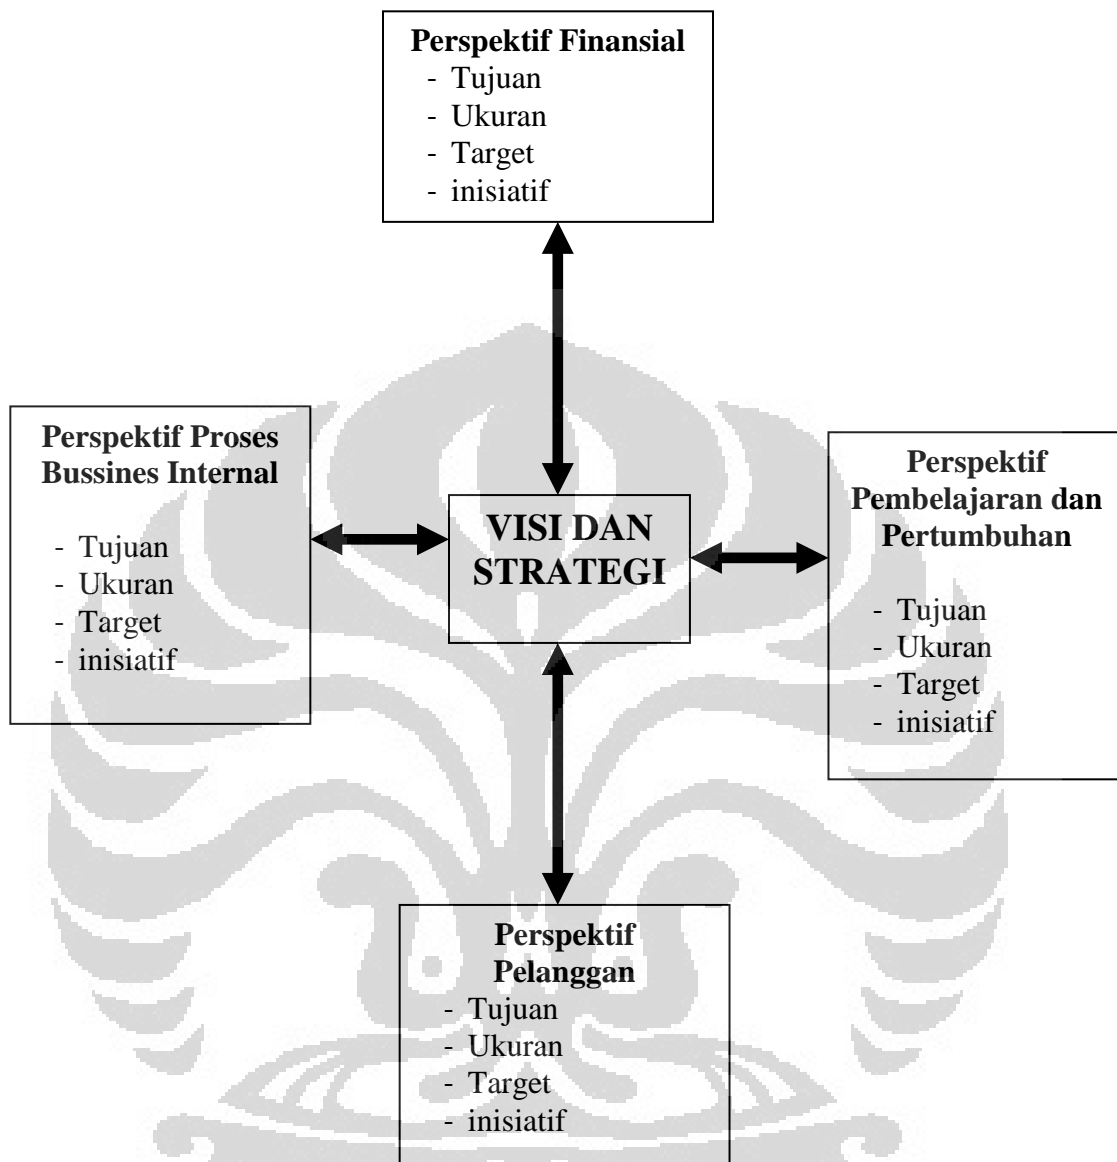 Perspektif Finansial
- Tujuan
- Ukuran
- Target
- inisiatif
Perspektif Proses
Bussines Internal
- Tujuan
- Ukuran
- Target
- inisiatif
VISI DAN
STRATEGI
Perspektif
Pembelajaran dan
Pertumbuhan
- Tujuan
- Ukuran
- Target
- inisiatif
Perspektif
Pelanggan
- Tujuan
- Ukuran
- Target
- inisiatif